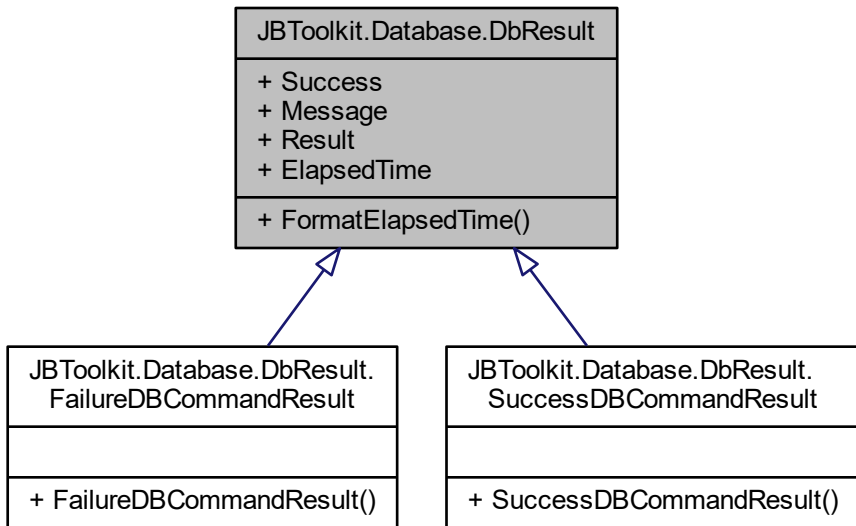 JBToolkit.Database.DbResult
+ Success
+ Message
+ Result
+ ElapsedTime
+ FormatElapsedTime()
JBToolkit.Database.DbResult.
FailureDBCommandResult
+ FailureDBCommandResult()
JBToolkit.Database.DbResult.
SuccessDBCommandResult
+ SuccessDBCommandResult()